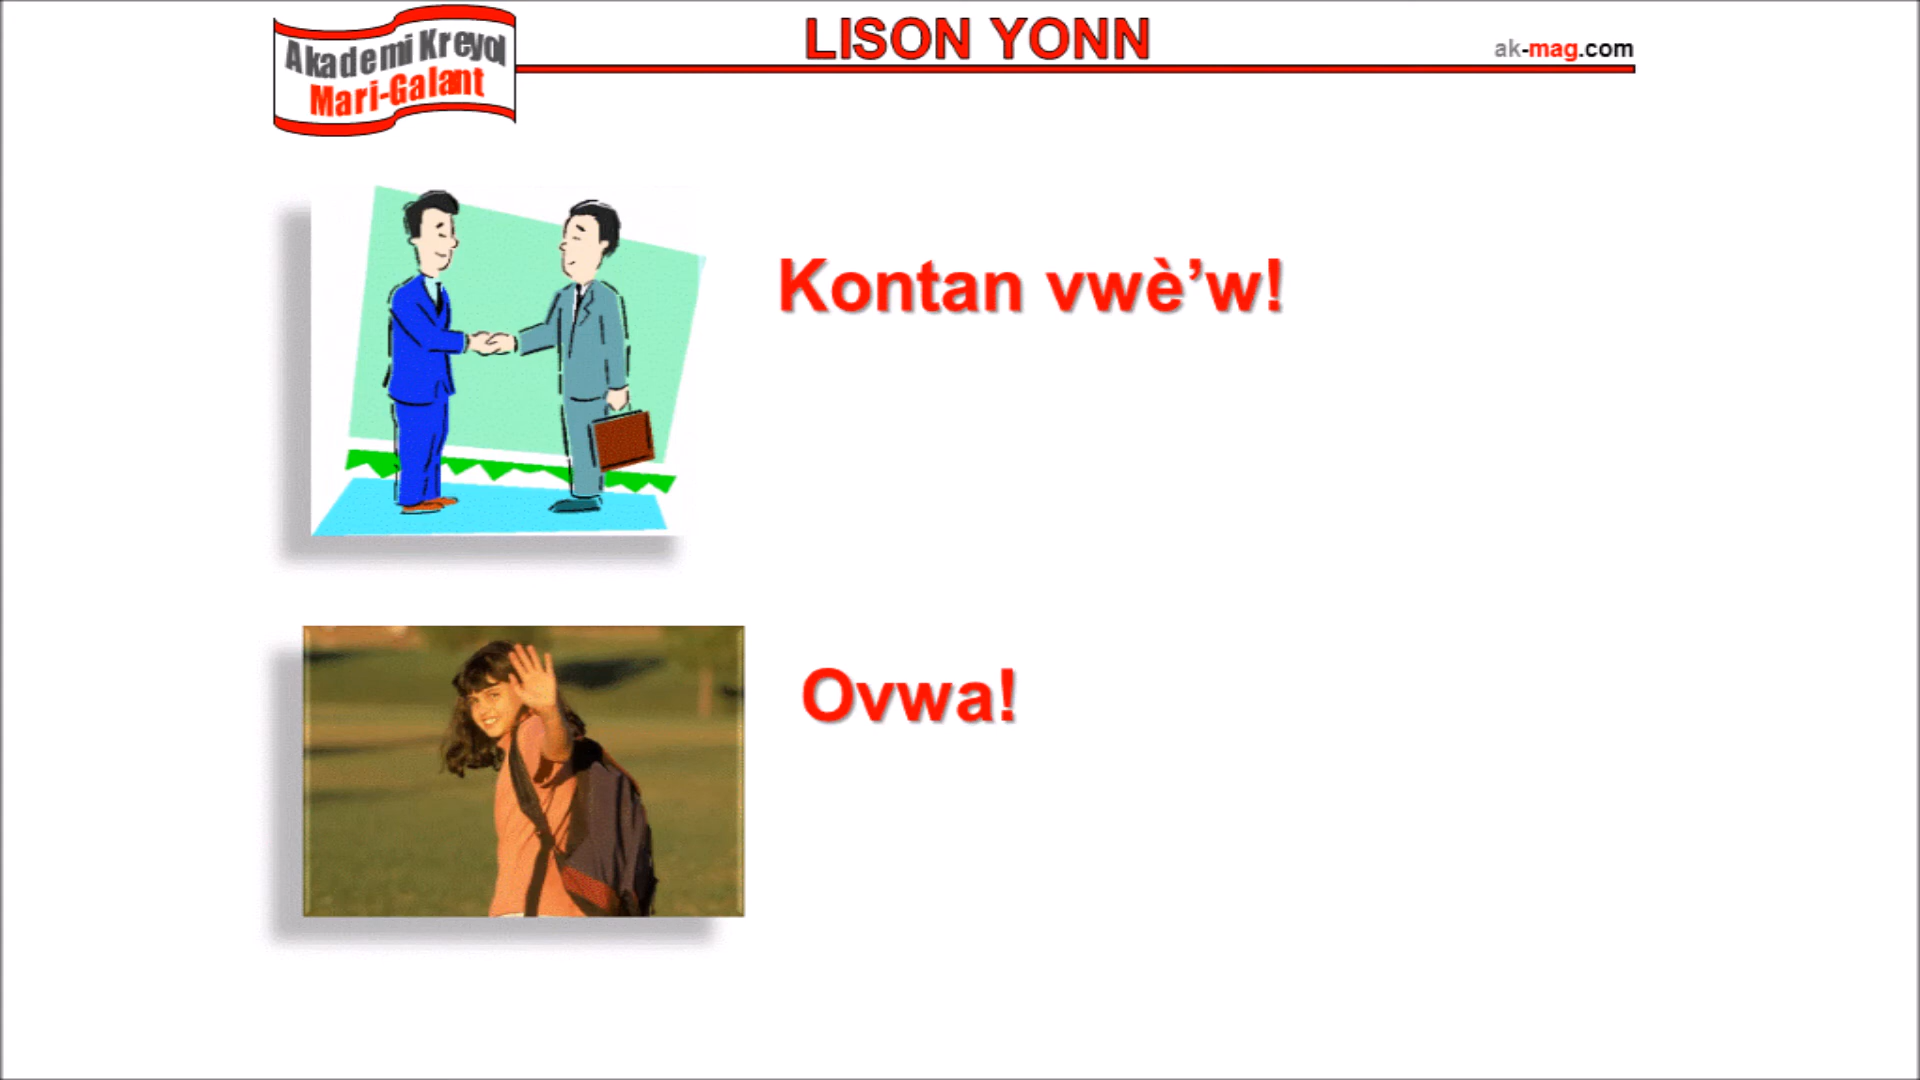 Akademi Kreyol
Mari-Galant
LISON YONN
ak-mag.com
Kontan vwè’w!
Ovwa!